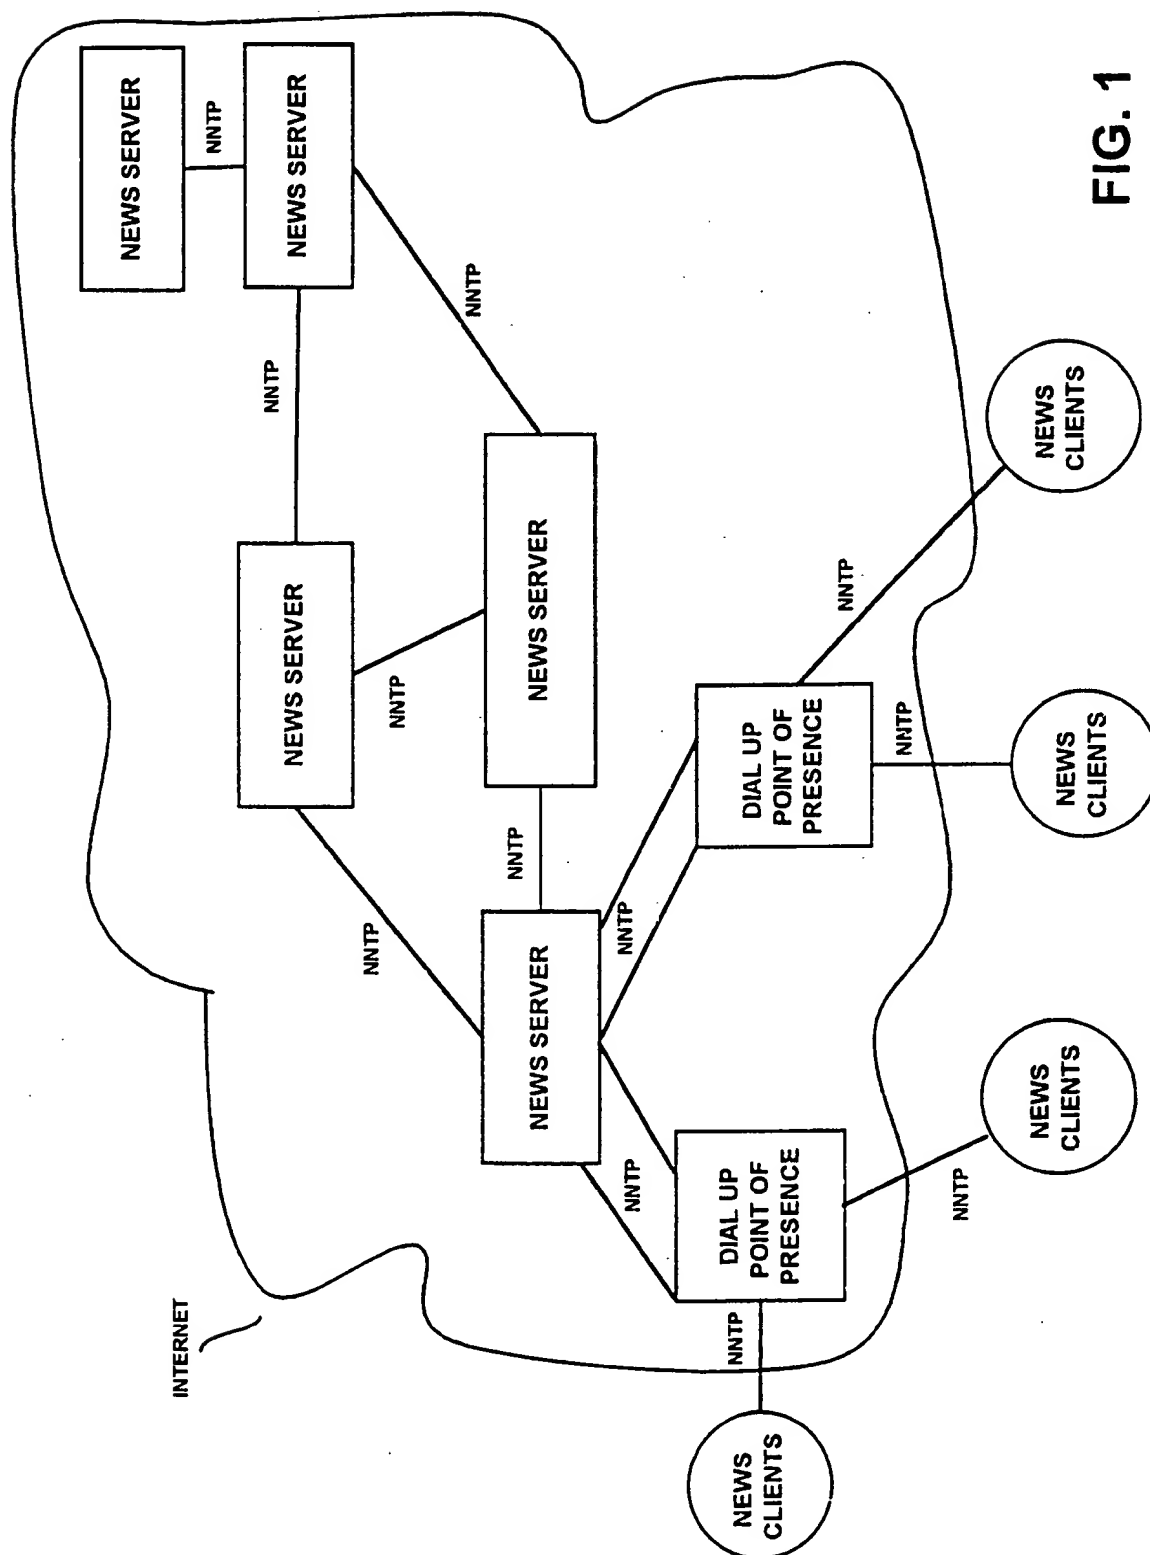 NEWS SERVER
INTERNET
NNTP
NNTP
NEWS SERVER
NEWS SERVER
NNTP
NNTP
NNTP
NNTP
NEWS SERVER
NEWS SERVER
NNTP
NNTP
NEWS
CLIENTS
NNTP
DIAL UP
POINT OF
PRESENCE
DIAL UP
POINT OF
PRESENCE
NNTP
NNTP
NNTP
NEWS
CLIENTS
NEWS
CLIENTS
NEWS
CLIENTS
FIG. 1